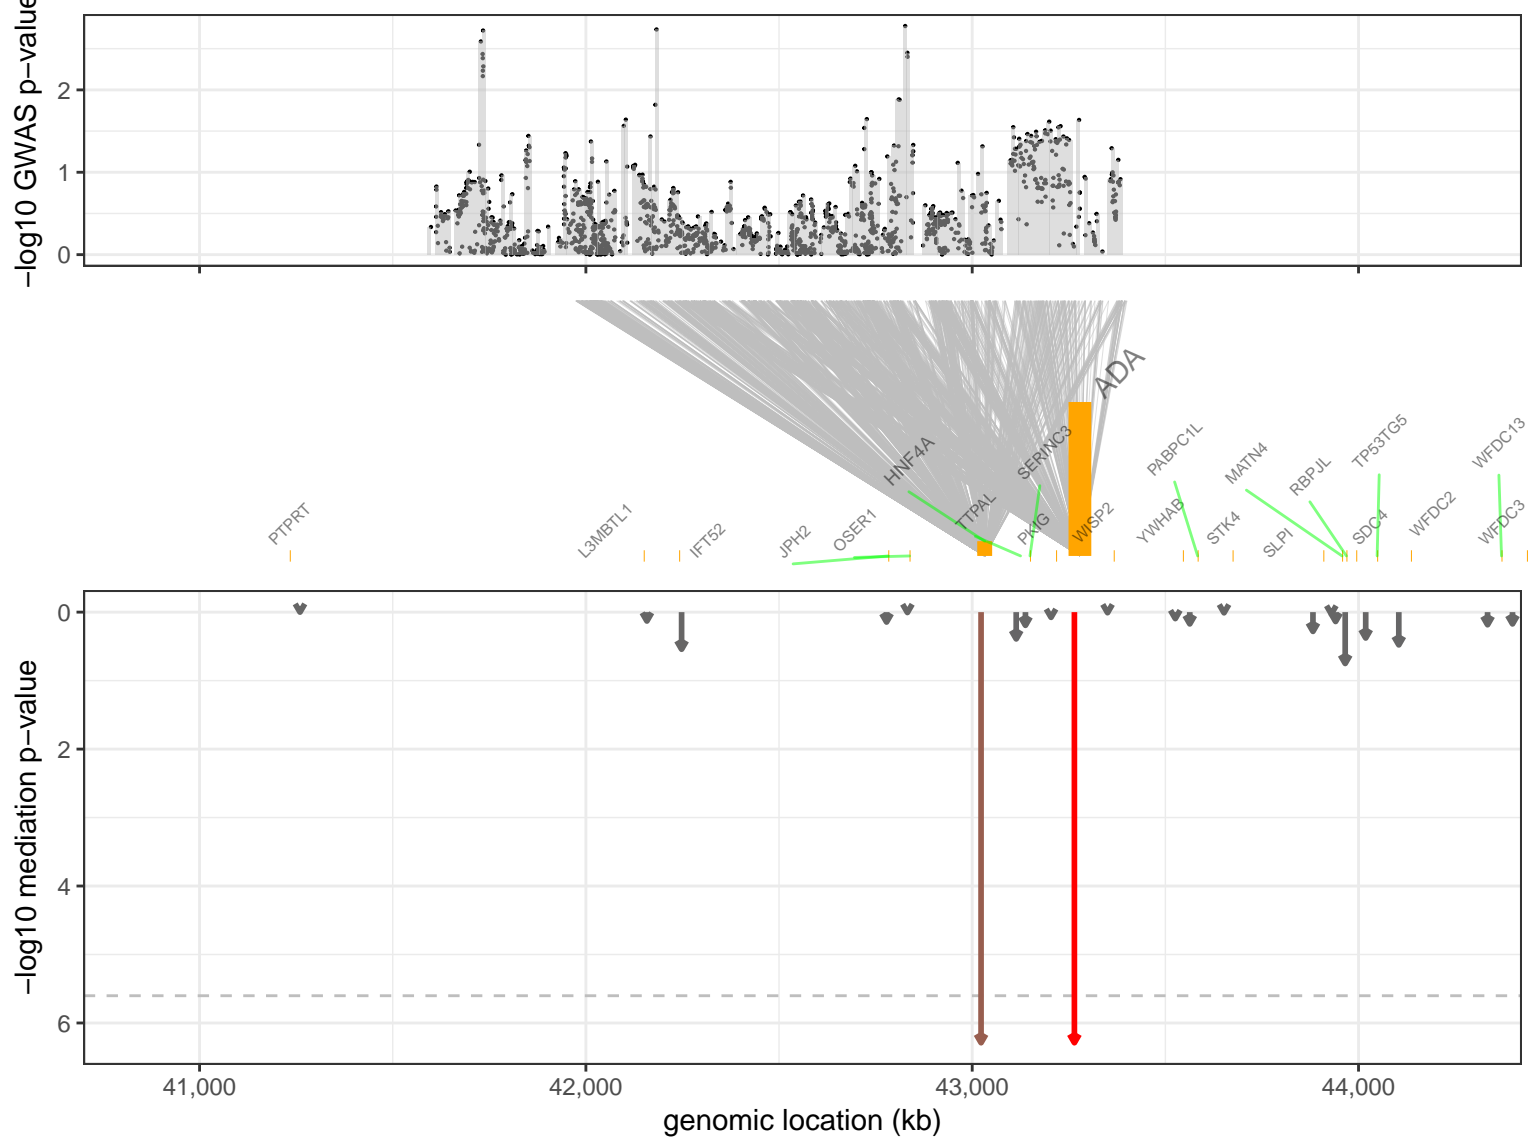 −log10 GWAS p−value
2
1
0
ADA
HNF4A
SERINC3
PABPC1L
MATN4
RBPJL
TP53TG5
WFDC13
PTPRT
L3MBTL1
IFT52
JPH2
OSER1
TTPAL
PKIG
WISP2
YWHAB
STK4
SLPI
SDC4
WFDC2
WFDC3
−log10 mediation p−value
0
2
4
6
41,000
42,000
43,000
44,000
genomic location (kb)